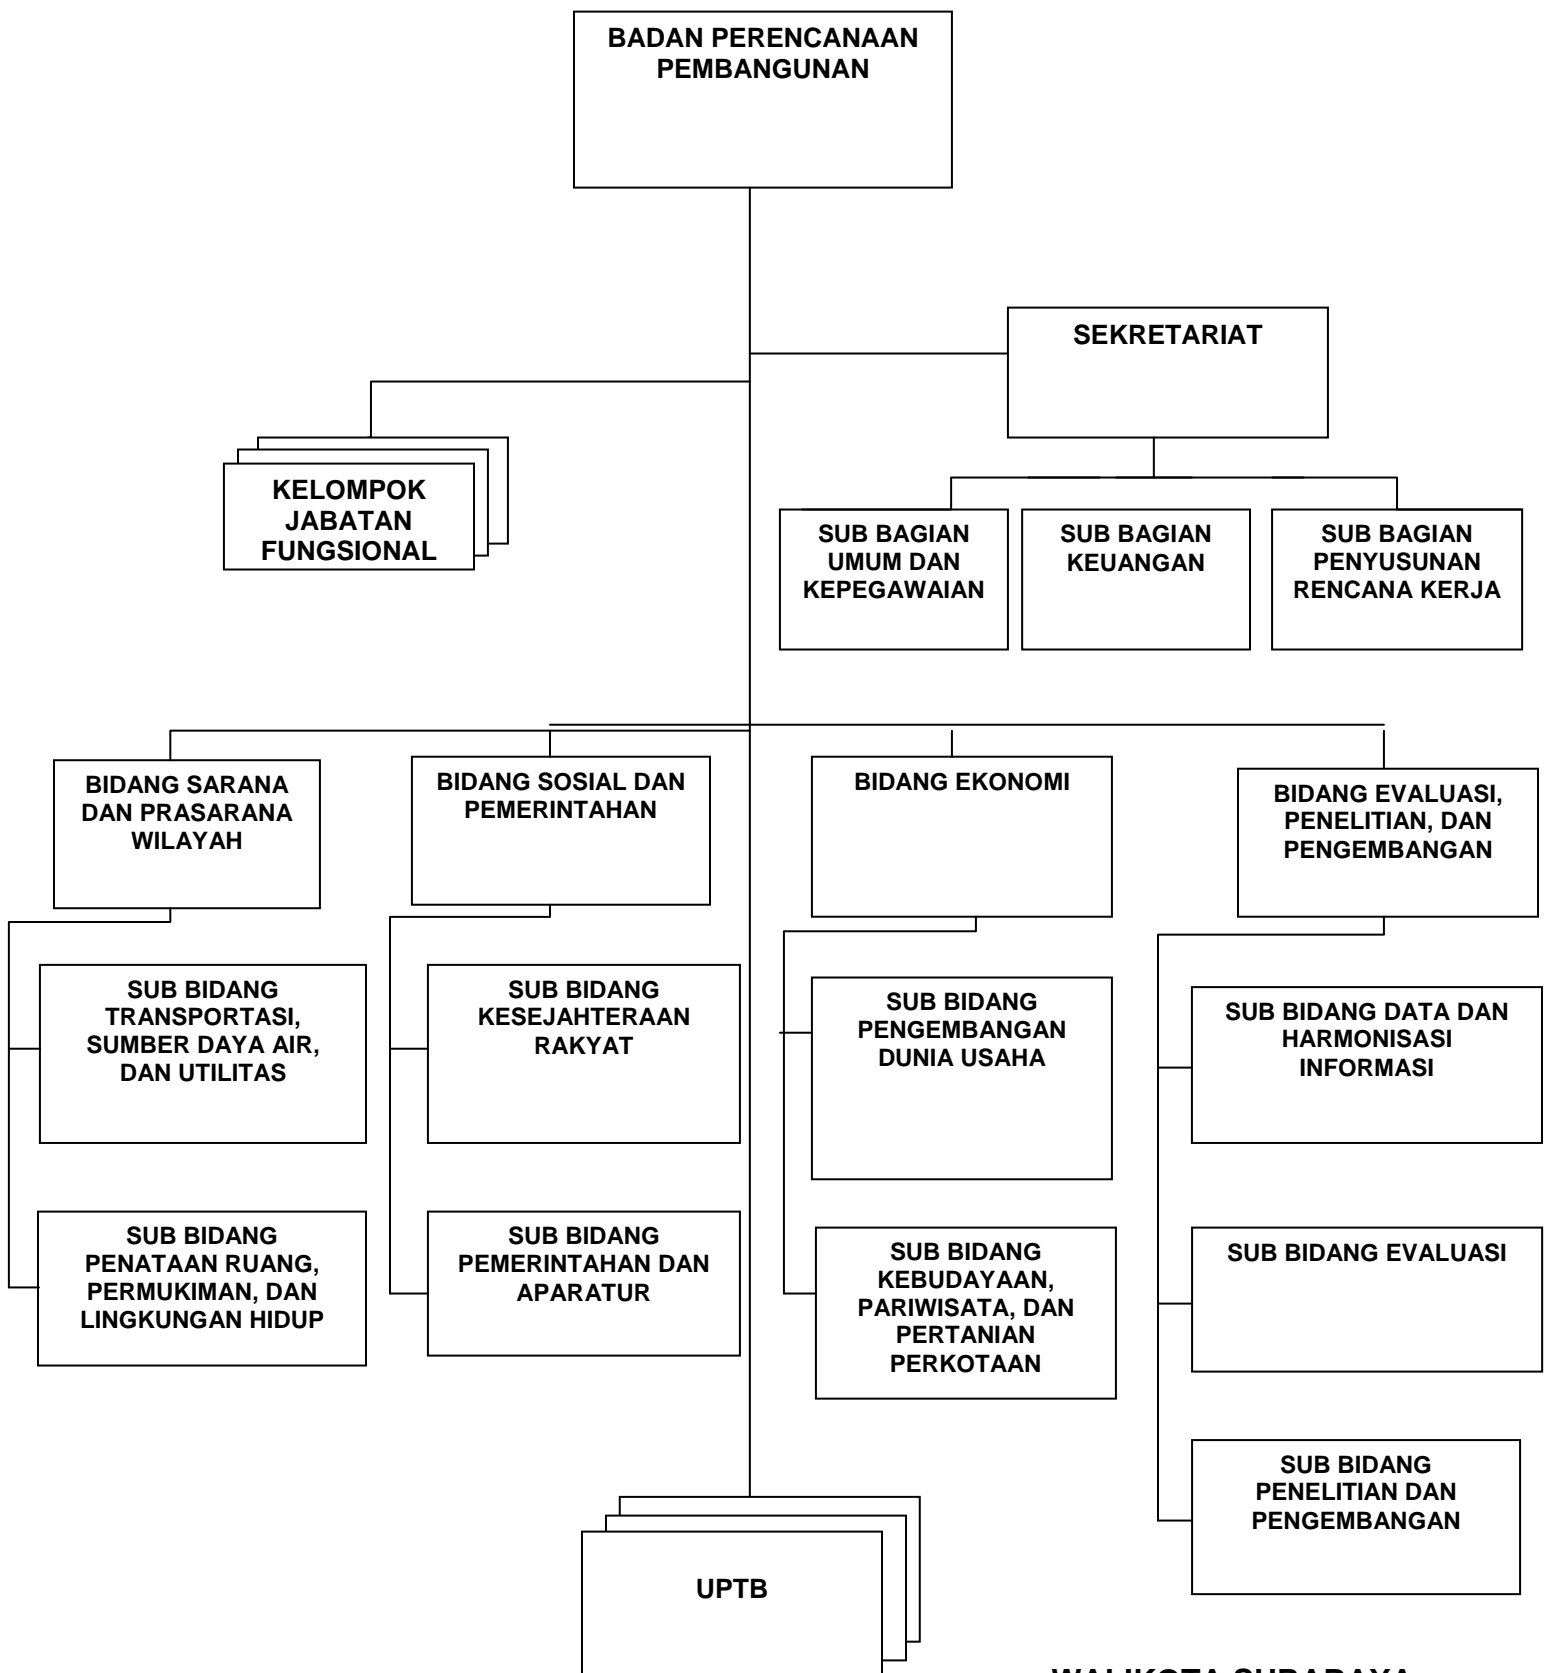 BADAN PERENCANAAN
PEMBANGUNAN
SEKRETARIAT
KELOMPOK
JABATAN
FUNGSIONAL
SUB BAGIAN
UMUM DAN
KEPEGAWAIAN
SUB BAGIAN
KEUANGAN
SUB BAGIAN
PENYUSUNAN
RENCANA KERJA
BIDANG SARANA
DAN PRASARANA
WILAYAH
BIDANG SOSIAL DAN
PEMERINTAHAN
BIDANG EKONOMI
BIDANG EVALUASI,
PENELITIAN, DAN
PENGEMBANGAN
SUB BIDANG
TRANSPORTASI,
SUMBER DAYA AIR,
DAN UTILITAS
SUB BIDANG
KESEJAHTERAAN
RAKYAT
SUB BIDANG
PENGEMBANGAN
DUNIA USAHA
SUB BIDANG DATA DAN
HARMONISASI
INFORMASI
SUB BIDANG
PENATAAN RUANG,
PERMUKIMAN, DAN
LINGKUNGAN HIDUP
SUB BIDANG
PEMERINTAHAN DAN
APARATUR
SUB BIDANG
KEBUDAYAAN,
PARIWISATA, DAN
PERTANIAN
PERKOTAAN
SUB BIDANG EVALUASI
SUB BIDANG
PENELITIAN DAN
PENGEMBANGAN
UPTB
WALIKOTA SURABAYA